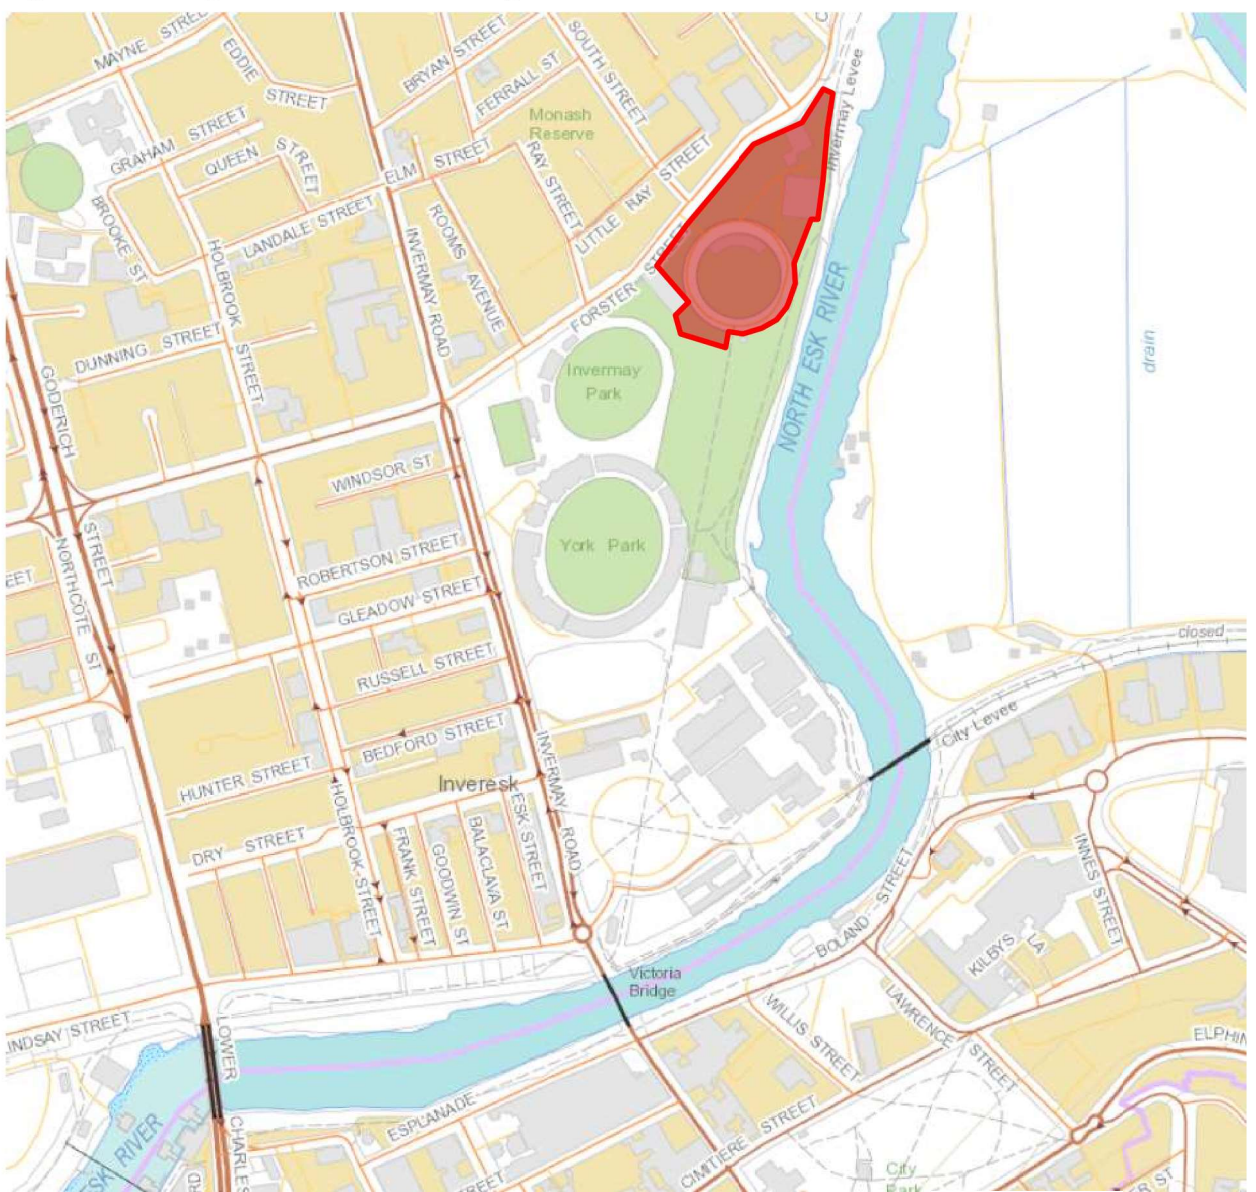 MAYNE STREET
EDDIE
STREET
BRYAN STREET
SOUTH STREET
FERRALL ST
Monash
Reserve
Invermay Levee
GRAHAM STREET
QUEEN STREET
ELM STREET
RAY STREET
LITTLE RAY STREET
BROOKE ST
LANDALE STREET
HOLBROOK STREET
INVERMAY ROAD
ROOMS AVENUE
FORSTER STREET
NORTH ESK RIVER
drain
DUNNING STREET
GODERICH STREET
Invermay
Park
WINDSOR ST
York Park
ROBERTSON STREET
NORTHCOTE ST
EET
GLEADOW STREET
RUSSELL STREET
closed
BEDFORD STREET
City Levee
HUNTER STREET
Inveresk
INVERMAY ROAD
HOLBROOK STREET
DRY STREET
FRANK STREET
GOODWIN ST
BALACLAVA ST
ESK STREET
INNES STREET
BOLAND STREET
KILBYS LA
Victoria
Bridge
WILLIS STREET
LAWRENCE STREET
LINDSAY STREET
OWER
ELPHIN
ESPLANADE
CIMITIERE STREET
ESK RIVER
CHARLES
City
Park
ER ST
RD